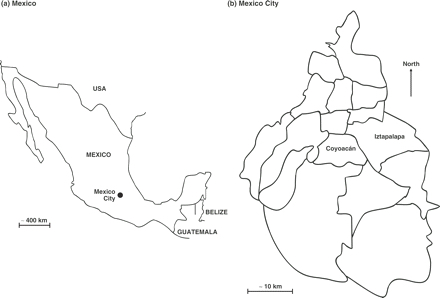 (a) Mexico
USA
MEXICO
Mexico
City
BELIZE
GUATEMALA
~ 400 km
(b) Mexico City
North
Iztapalapa
Coyoacán
~ 10 km